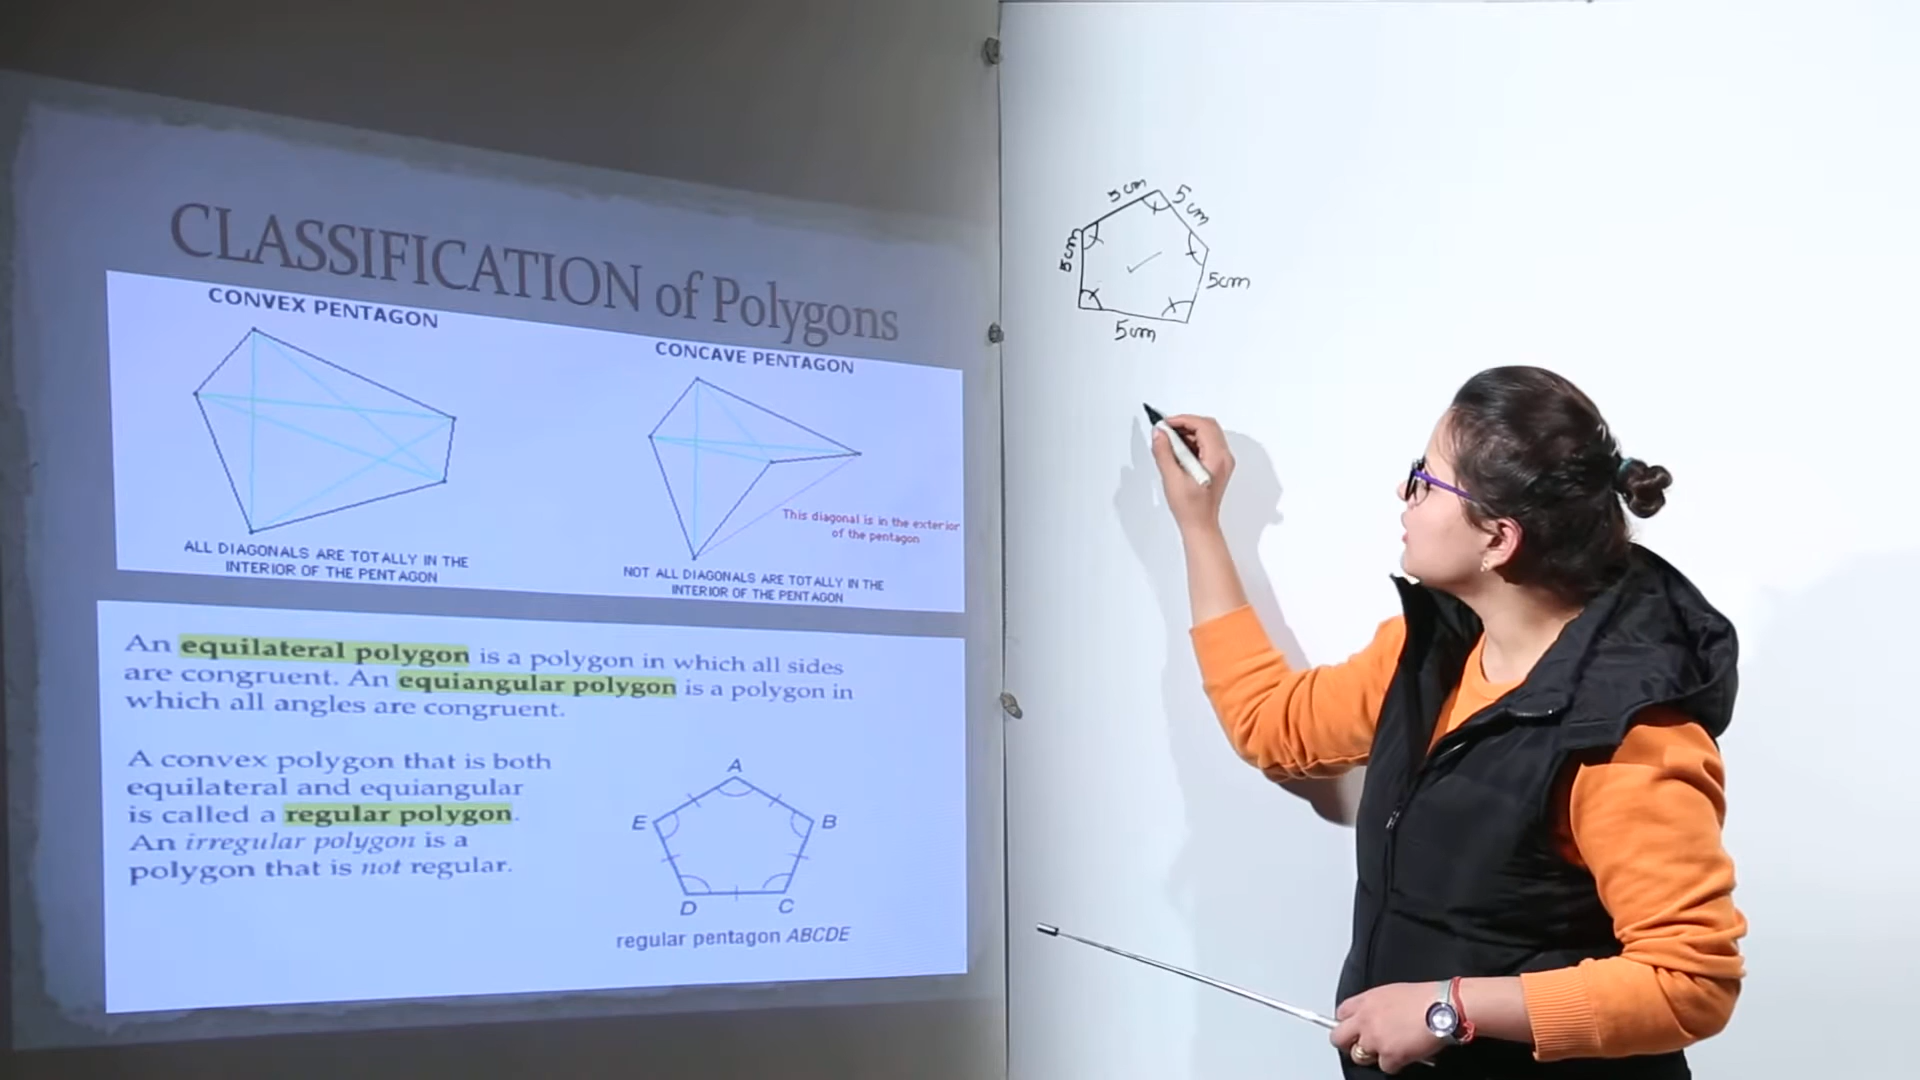 CLASSIFICATION of Polygons
CONVEX PENTAGON
ALL DIAGONALS ARE TOTALLY IN THE
INTERIOR OF THE PENTAGON
CONCAVE PENTAGON
This diagonal is in the exterior
of the pentagon
NOT ALL DIAGONALS ARE TOTALLY IN THE
INTERIOR OF THE PENTAGON
An equilateral polygon is a polygon in which all sides
are congruent. An equiangular polygon is a polygon in
which all angles are congruent.
A convex polygon that is both
equilateral and equiangular
is called a regular polygon.
An irregular polygon is a
polygon that is not regular.
A
E
B
D
C
regular pentagon ABCDE
5cm
5cm
5cm
5cm
5cm